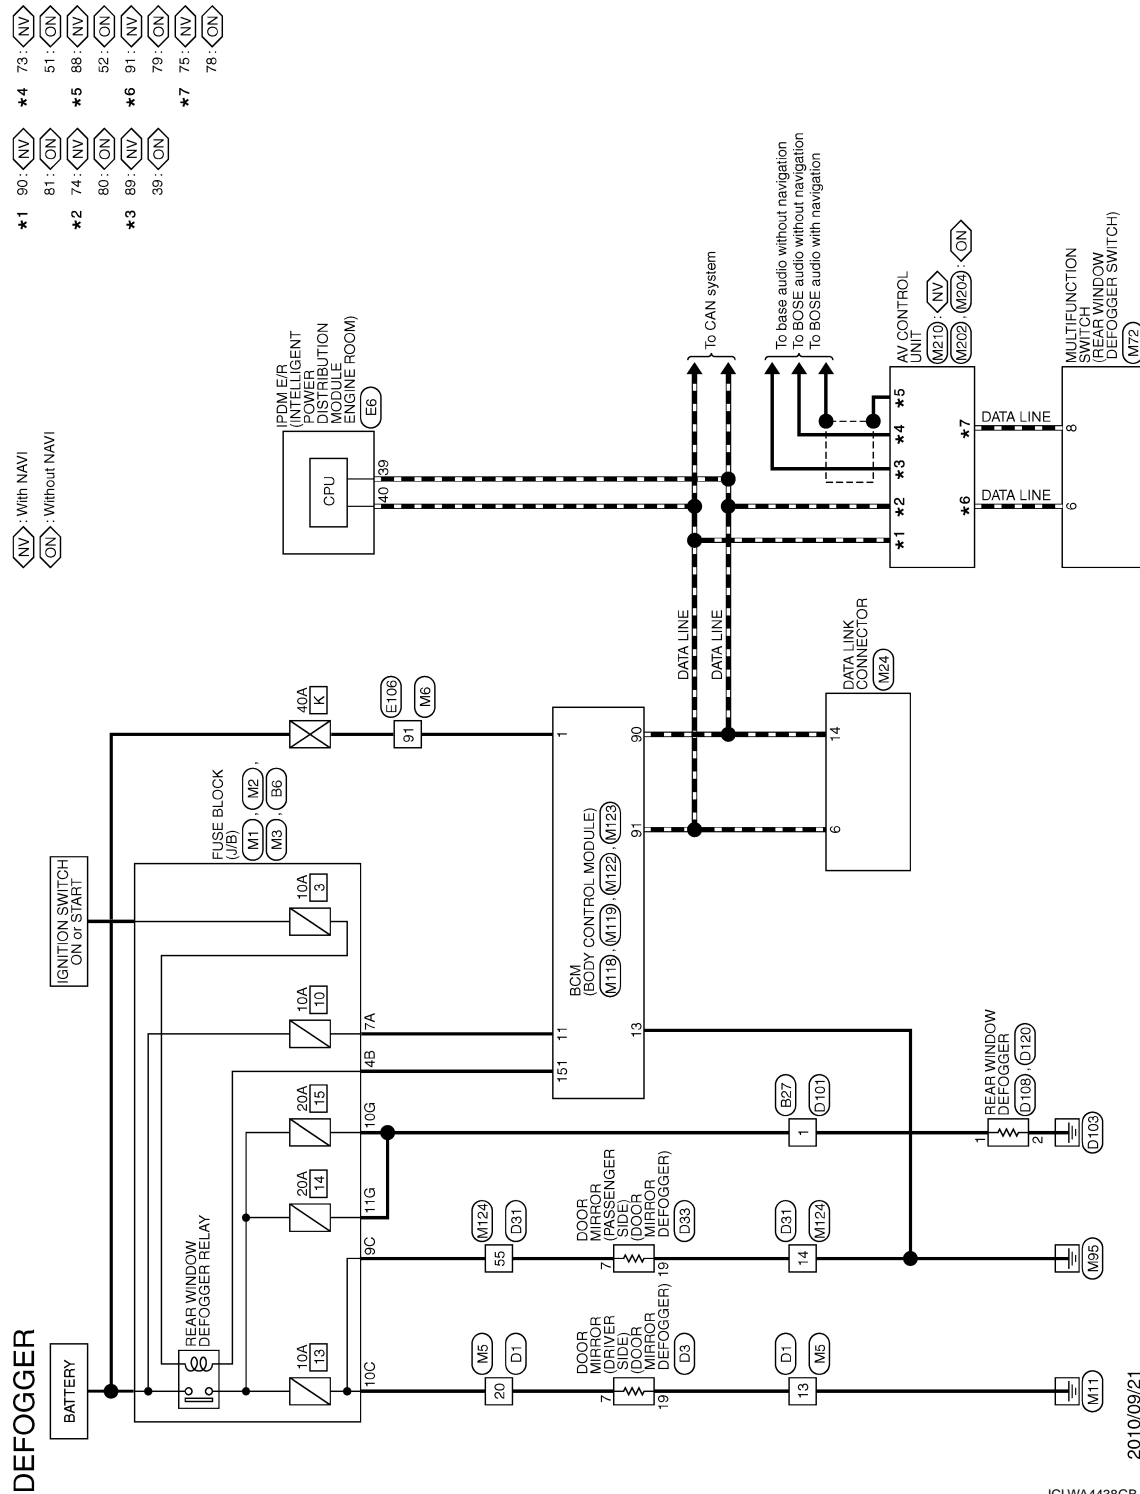 DEFOGGER
BATTERY
IGNITION SWITCH
ON or START
FUSE BLOCK
(J/B)
M1 , M2 ,
M3 , B6
REAR WINDOW
DEFOGGER RELAY
10A
13
20A
14
20A
15
10A
10
10A
3
40A
K
10C
9C
11G
10G
4B
7A
E106
91
M6
M5
20
D1
M124
55
D31
DOOR
MIRROR
(DRIVER
SIDE)
(DOOR
MIRROR
DEFOGGER)
D3
7
19
DOOR
MIRROR
(PASSENGER
SIDE)
(DOOR
MIRROR
DEFOGGER)
D33
7
19
D1
13
M5
D31
14
M124
B27
1
D101
REAR WINDOW
DEFOGGER
D108 , D120
1
2
M11
M95
D103
BCM
(BODY CONTROL MODULE)
M118 , M119 , M122 , M123
151
11
1
13
91
90
DATA LINK
CONNECTOR
M24
6
14
DATA LINE
DATA LINE
NV : With NAVI
ON : Without NAVI
IPDM E/R
(INTELLIGENT
POWER
DISTRIBUTION
MODULE
ENGINE ROOM)
E6
CPU
40
39
To CAN system
To base audio without navigation
To BOSE audio without navigation
To BOSE audio with navigation
AV CONTROL
UNIT
M210 : NV
M202 , M204 : ON
*1
*2
*3
*4
*5
*6
*7
DATA LINE
DATA LINE
MULTIFUNCTION
SWITCH
(REAR WINDOW
DEFOGGER SWITCH)
M72
6
8
*1 90 : NV
81 : ON
*2 74 : NV
80 : ON
*3 89 : NV
39 : ON
*4 73 : NV
51 : ON
*5 88 : NV
52 : ON
*6 91 : NV
79 : ON
*7 75 : NV
78 : ON
2010/09/21